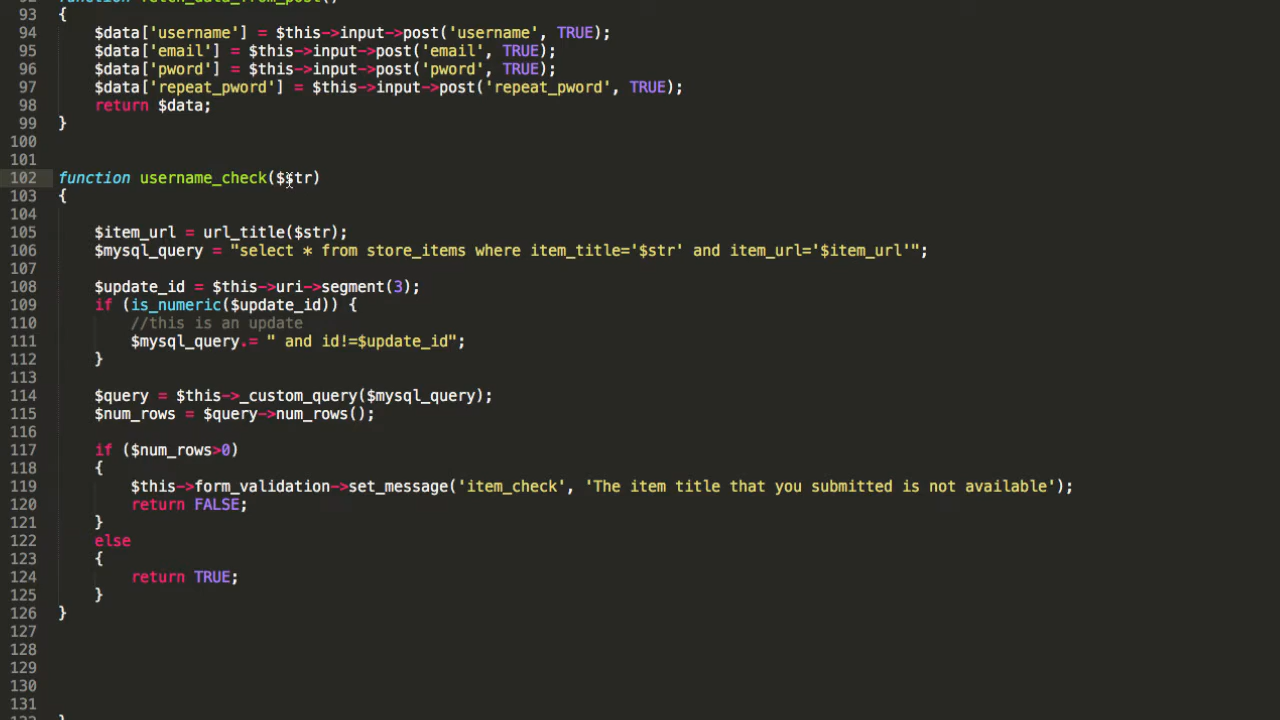 function fetch_data_from_post()
93 {
94 $data['username'] = $this->input->post('username', TRUE);
95 $data['email'] = $this->input->post('email', TRUE);
96 $data['pword'] = $this->input->post('pword', TRUE);
97 $data['repeat_pword'] = $this->input->post('repeat_pword', TRUE);
98 return $data;
99 }
100
101
102 function username_check($str)
103 {
104
105 $item_url = url_title($str);
106 $mysql_query = "select * from store_items where item_title='$str' and item_url='$item_url'";
107
108 $update_id = $this->uri->segment(3);
109 if (is_numeric($update_id)) {
110 //this is an update
111 $mysql_query.= " and id!=$update_id";
112 }
113
114 $query = $this->_custom_query($mysql_query);
115 $num_rows = $query->num_rows();
116
117 if ($num_rows>0)
118 {
119 $this->form_validation->set_message('item_check', 'The item title that you submitted is not available');
120 return FALSE;
121 }
122 else
123 {
124 return TRUE;
125 }
126 }
127
128
129
130
131
}